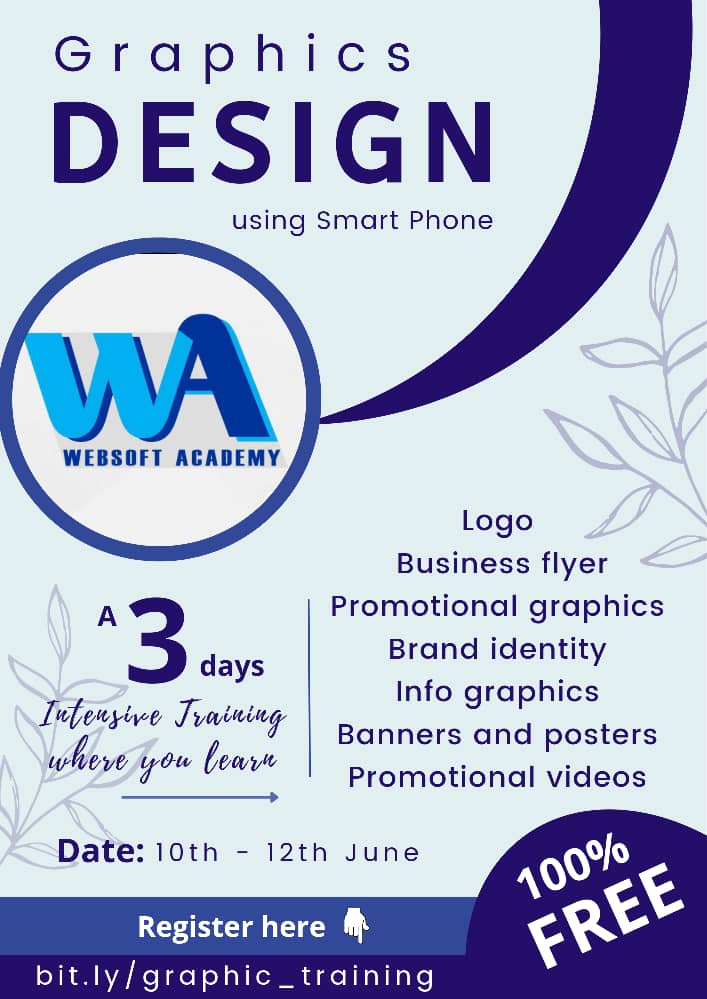 Graphics
DESIGN
using Smart Phone
WA
WEBSOFT ACADEMY
A 3 days
Intensive Training
where you learn
Logo
Business flyer
Promotional graphics
Brand identity
Info graphics
Banners and posters
Promotional videos
Date: 10th - 12th June
100%
FREE
Register here
bit.ly/graphic_training